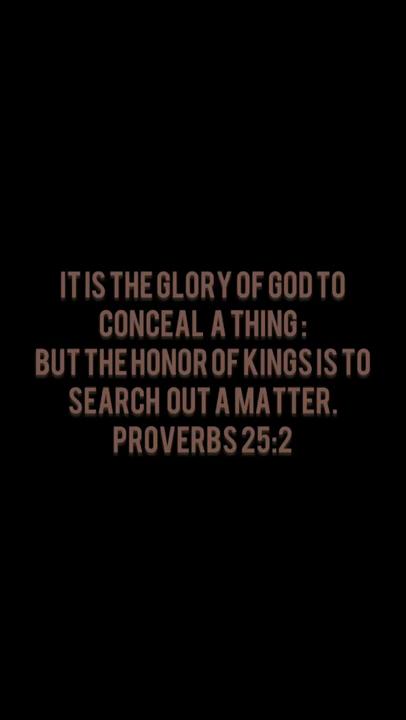 IT IS THE GLORY OF GOD TO
CONCEAL A THING :
BUT THE HONOR OF KINGS IS TO
SEARCH OUT A MATTER.
PROVERBS 25:2